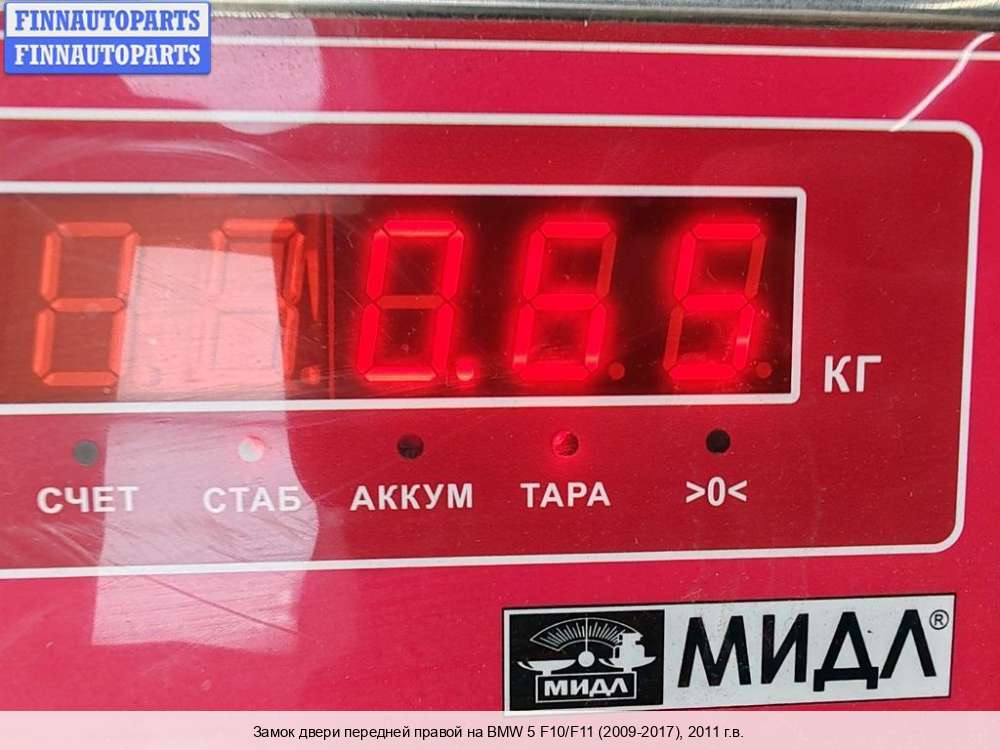 FINNAUTOPARTS
FINNAUTOPARTS
0.55
КГ
СЧЕТ СТАБ АККУМ ТАРА >0<
МИДЛ МИДЛ®
Замок двери передней правой на BMW 5 F10/F11 (2009-2017), 2011 г.в.